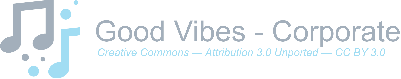 Good Vibes - Corporate
Creative Commons — Attribution 3.0 Unported — CC BY 3.0